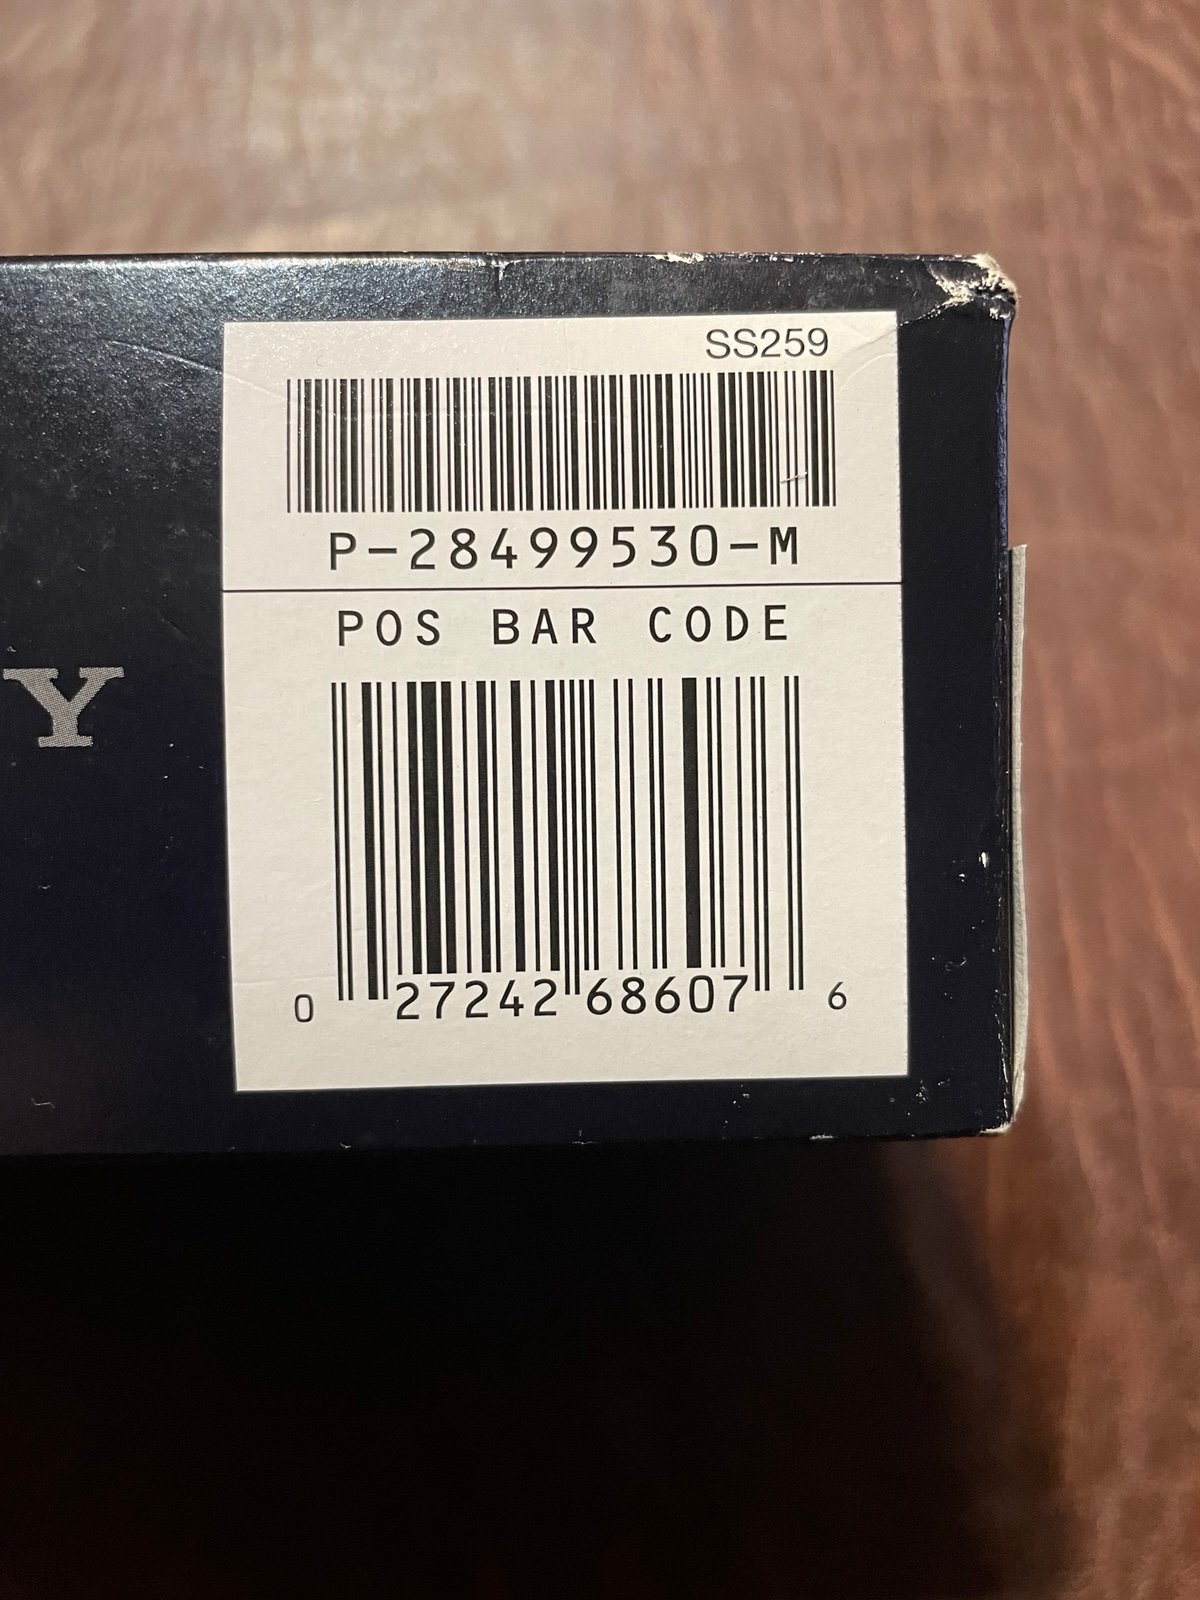 SS259
P-28499530-M
POS BAR CODE
Y
0 27242 68607 6